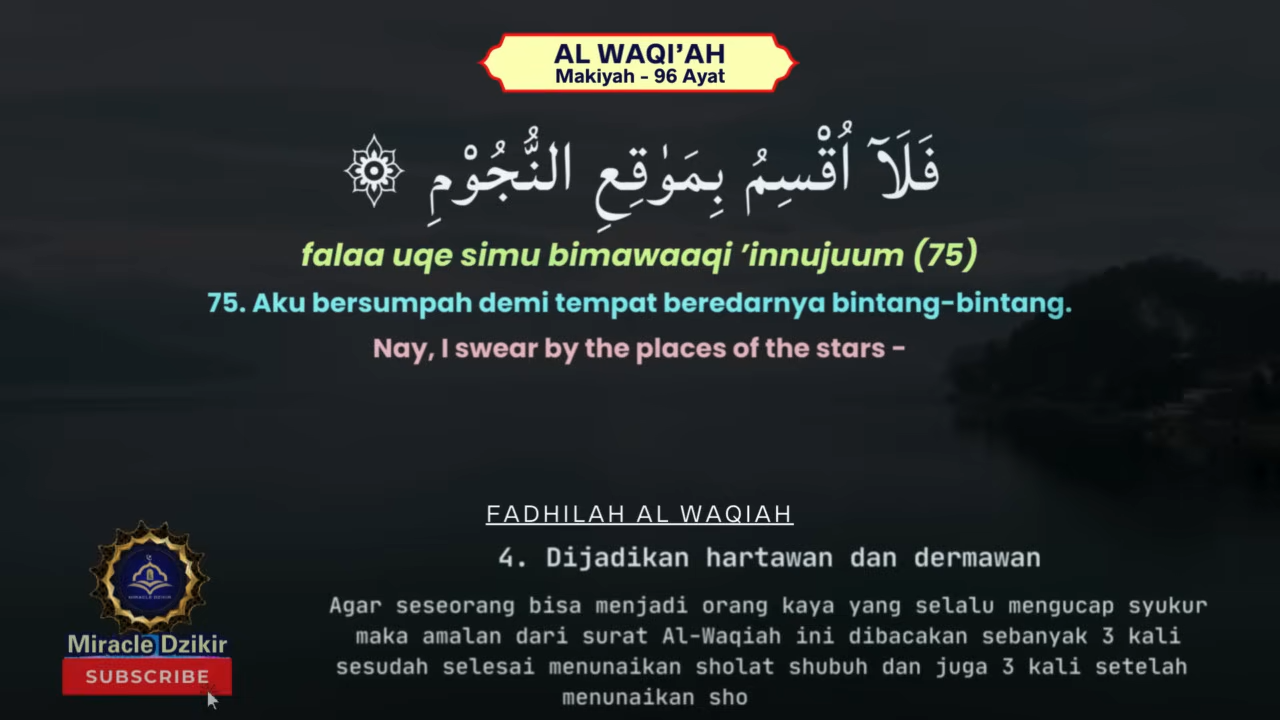 AL WAQI’AH
Makiyah - 96 Ayat
فَلَآ اُقْسِمُ بِمَوٰقِعِ النُّجُوْمِ
falaa uqe simu bimawaaqi ’innujuum (75)
75. Aku bersumpah demi tempat beredarnya bintang-bintang.
Nay, I swear by the places of the stars -
FADHILAH AL WAQIAH
4. Dijadikan hartawan dan dermawan
Agar seseorang bisa menjadi orang kaya yang selalu mengucap syukur
maka amalan dari surat Al-Waqiah ini dibacakan sebanyak 3 kali
sesudah selesai menunaikan sholat shubuh dan juga 3 kali setelah
menunaikan sho
MIRACLE DZIKIR
Miracle Dzikir
SUBSCRIBE